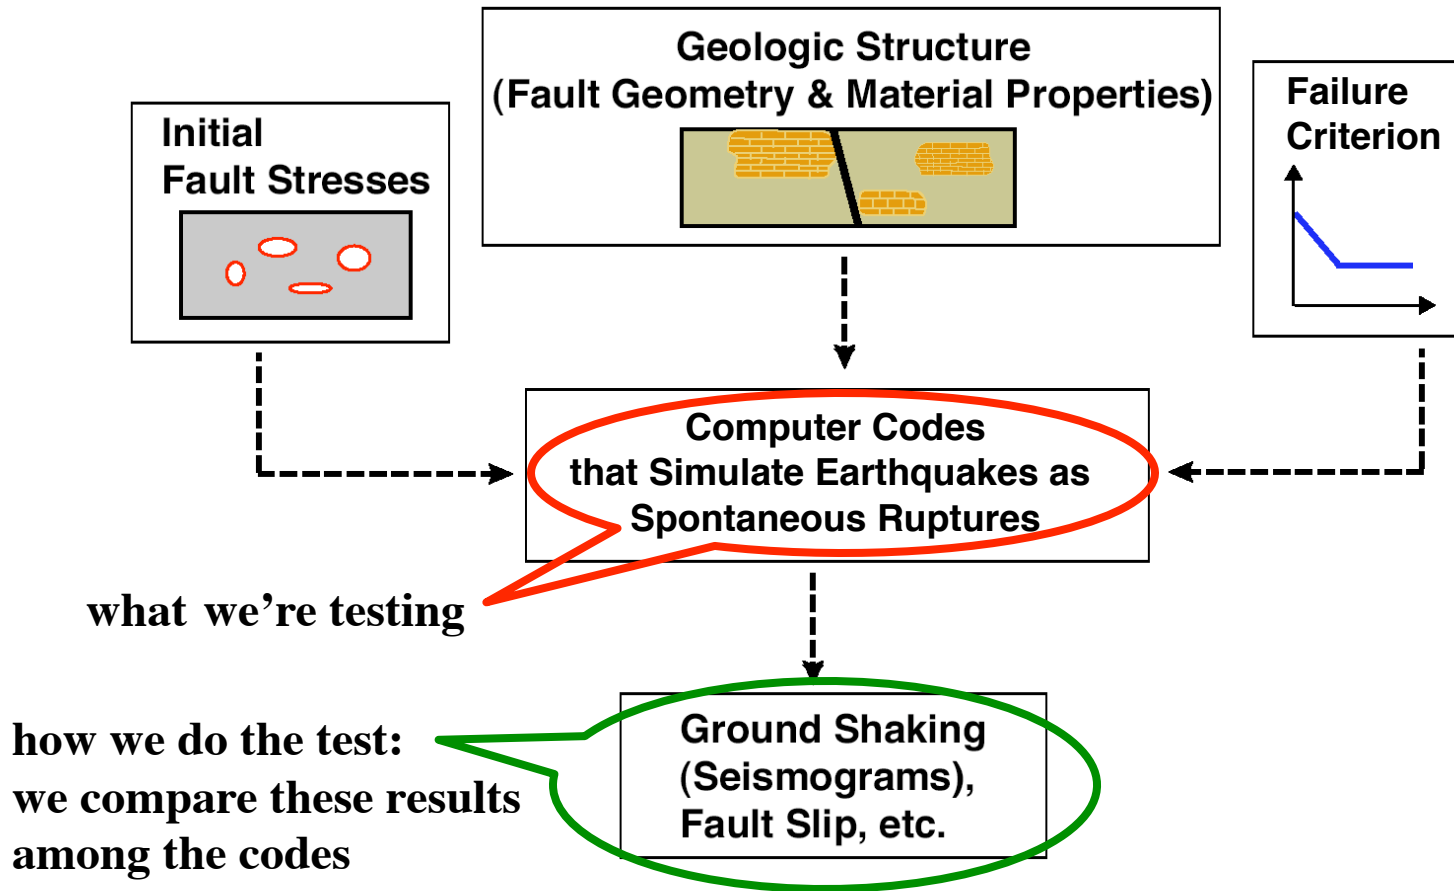 Geologic Structure
(Fault Geometry & Material Properties)
Initial
Fault Stresses
Failure
Criterion
Computer Codes
that Simulate Earthquakes as
Spontaneous Ruptures
what we’re testing
how we do the test:
we compare these results
among the codes
Ground Shaking
(Seismograms),
Fault Slip, etc.